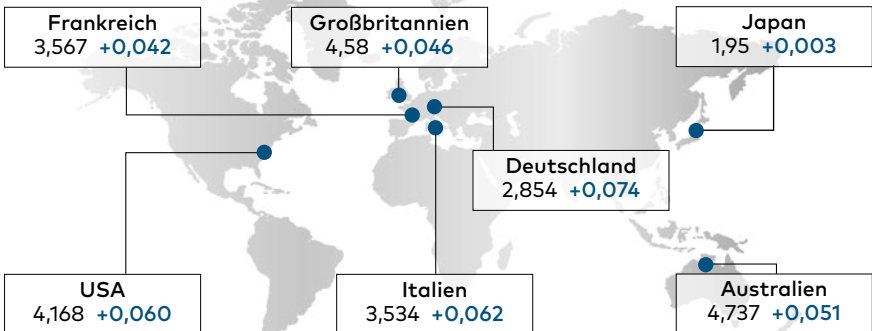 Frankreich
3,567 +0,042
Großbritannien
4,58 +0,046
Japan
1,95 +0,003
Deutschland
2,854 +0,074
USA
4,168 +0,060
Italien
3,534 +0,062
Australien
4,737 +0,051